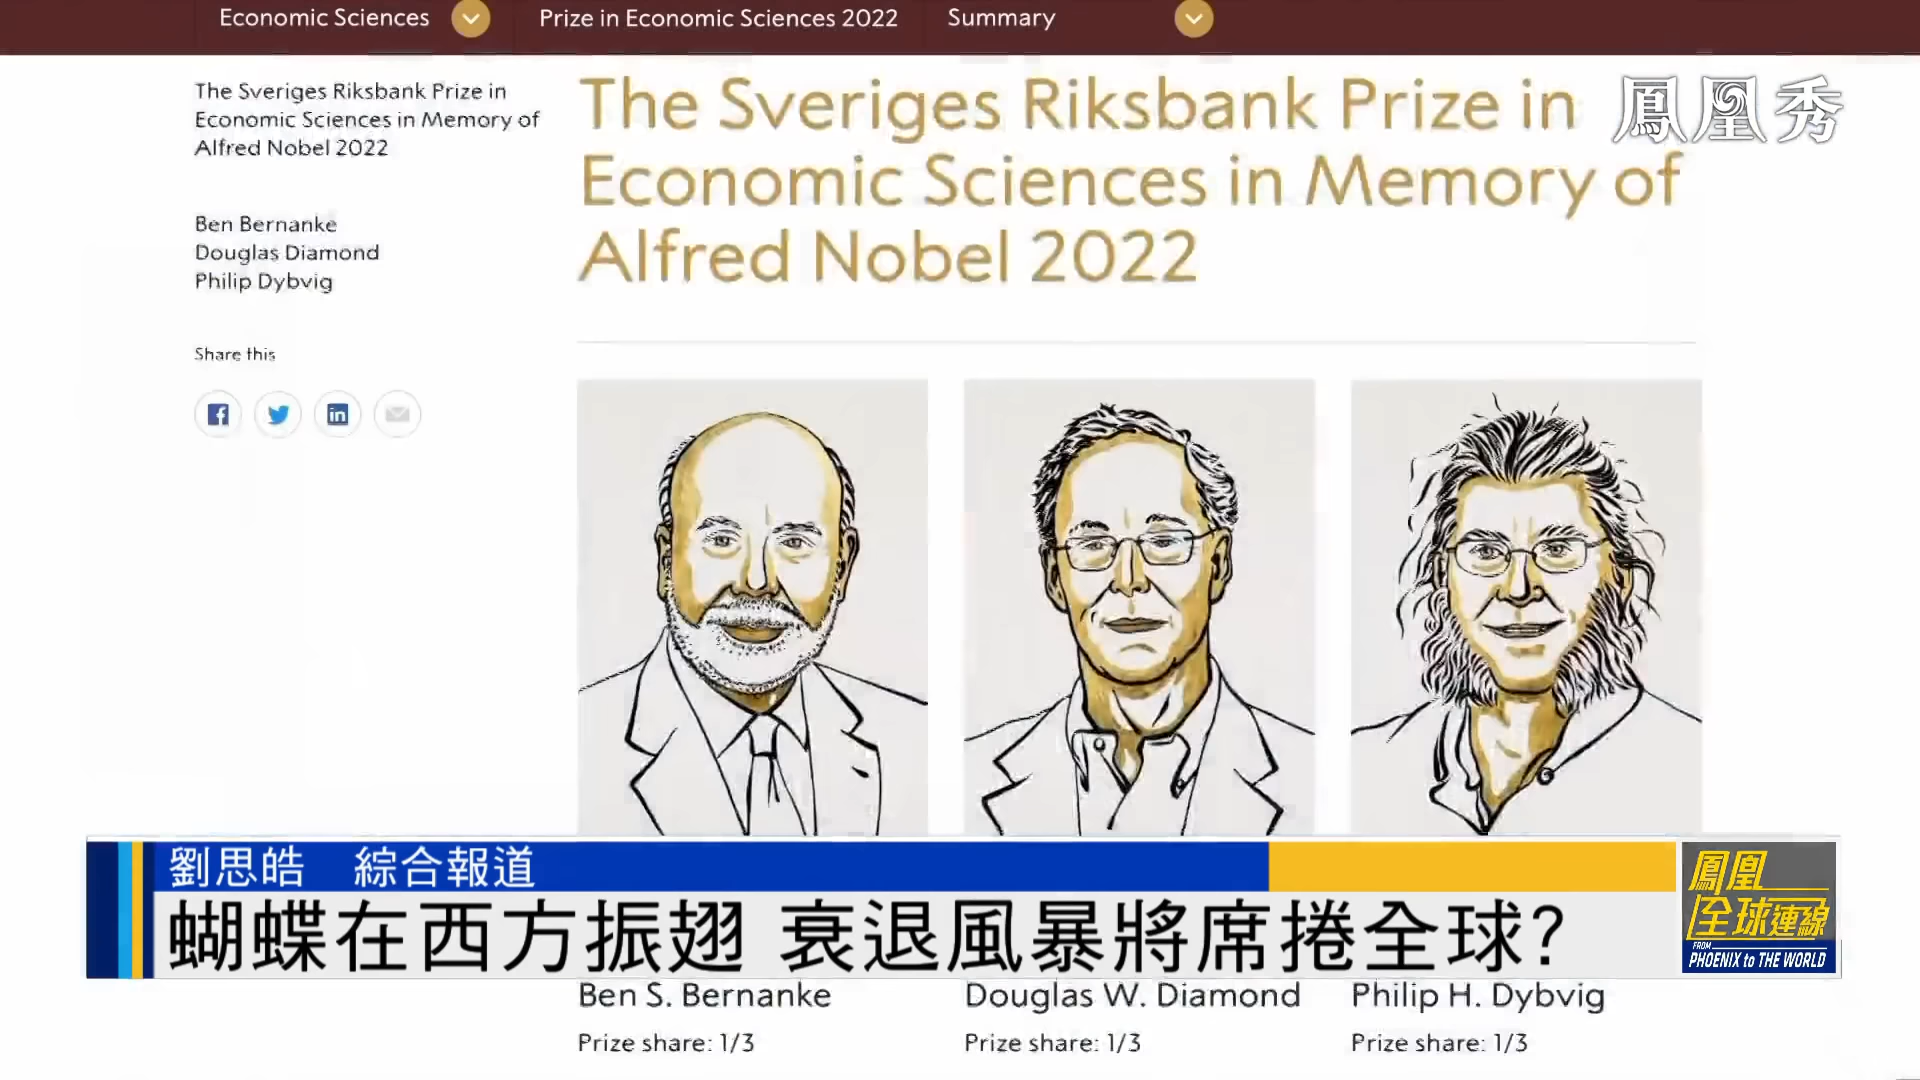 Economic Sciences
Prize in Economic Sciences 2022
Summary
The Sveriges Riksbank Prize in
Economic Sciences in Memory of
Alfred Nobel 2022
Ben Bernanke
Douglas Diamond
Philip Dybvig
Share this
The Sveriges Riksbank Prize in
Economic Sciences in Memory of
Alfred Nobel 2022
鳳凰秀
劉思皓 綜合報道
蝴蝶在西方振翅 衰退風暴將席捲全球?
鳳凰
全球連線
FROM
PHOENIX to THE WORLD
Ben S. Bernanke
Prize share: 1/3
Douglas W. Diamond
Prize share: 1/3
Philip H. Dybvig
Prize share: 1/3